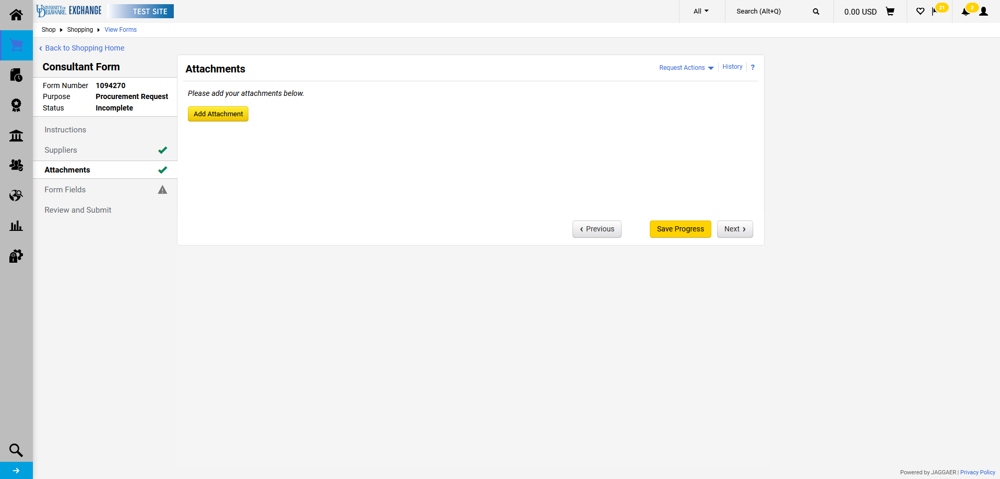 UNIVERSITY OF DELAWARE. EXCHANGE TEST SITE
All
Search (Alt+Q)
0.00 USD
21
2
Shop Shopping View Forms
‹ Back to Shopping Home
Consultant Form
Form Number 1094270
Purpose Procurement Request
Status Incomplete
Instructions
Suppliers
Attachments
Form Fields
Review and Submit
Attachments
Request Actions History ?
Please add your attachments below.
Add Attachment
‹ Previous
Save Progress
Next ›
Powered by JAGGAER | Privacy Policy